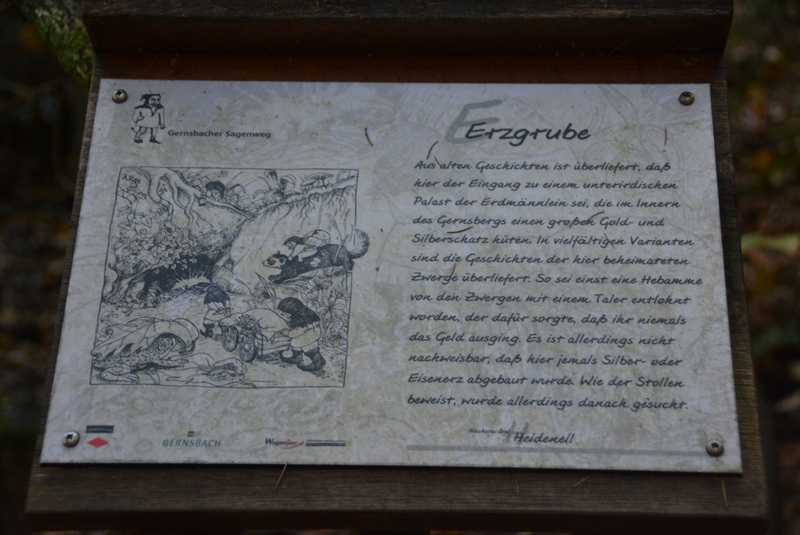 Gernsbacher Sagenweg
Erzgrube
Aus alten Geschichten ist überliefert, daß
hier der Eingang zu einem unterirdischen
Palast der Erdmännlein sei, die im Innern
des Gernsbergs einen großen Gold- und
Silberschatz hüten. In vielfältigen Varianten
sind die Geschichten der hier beheimateten
Zwerge überliefert. So sei einst eine Hebamme
von den Zwergen mit einem Taler entlohnt
worden, der dafür sorgte, daß ihr niemals
das Geld ausging. Es ist allerdings nicht
nachweisbar, daß hier jemals Silber- oder
Eisenerz abgebaut wurde. Wie der Stollen
beweist, wurde allerdings danach gesucht.
GERNSBACH
Heidenell